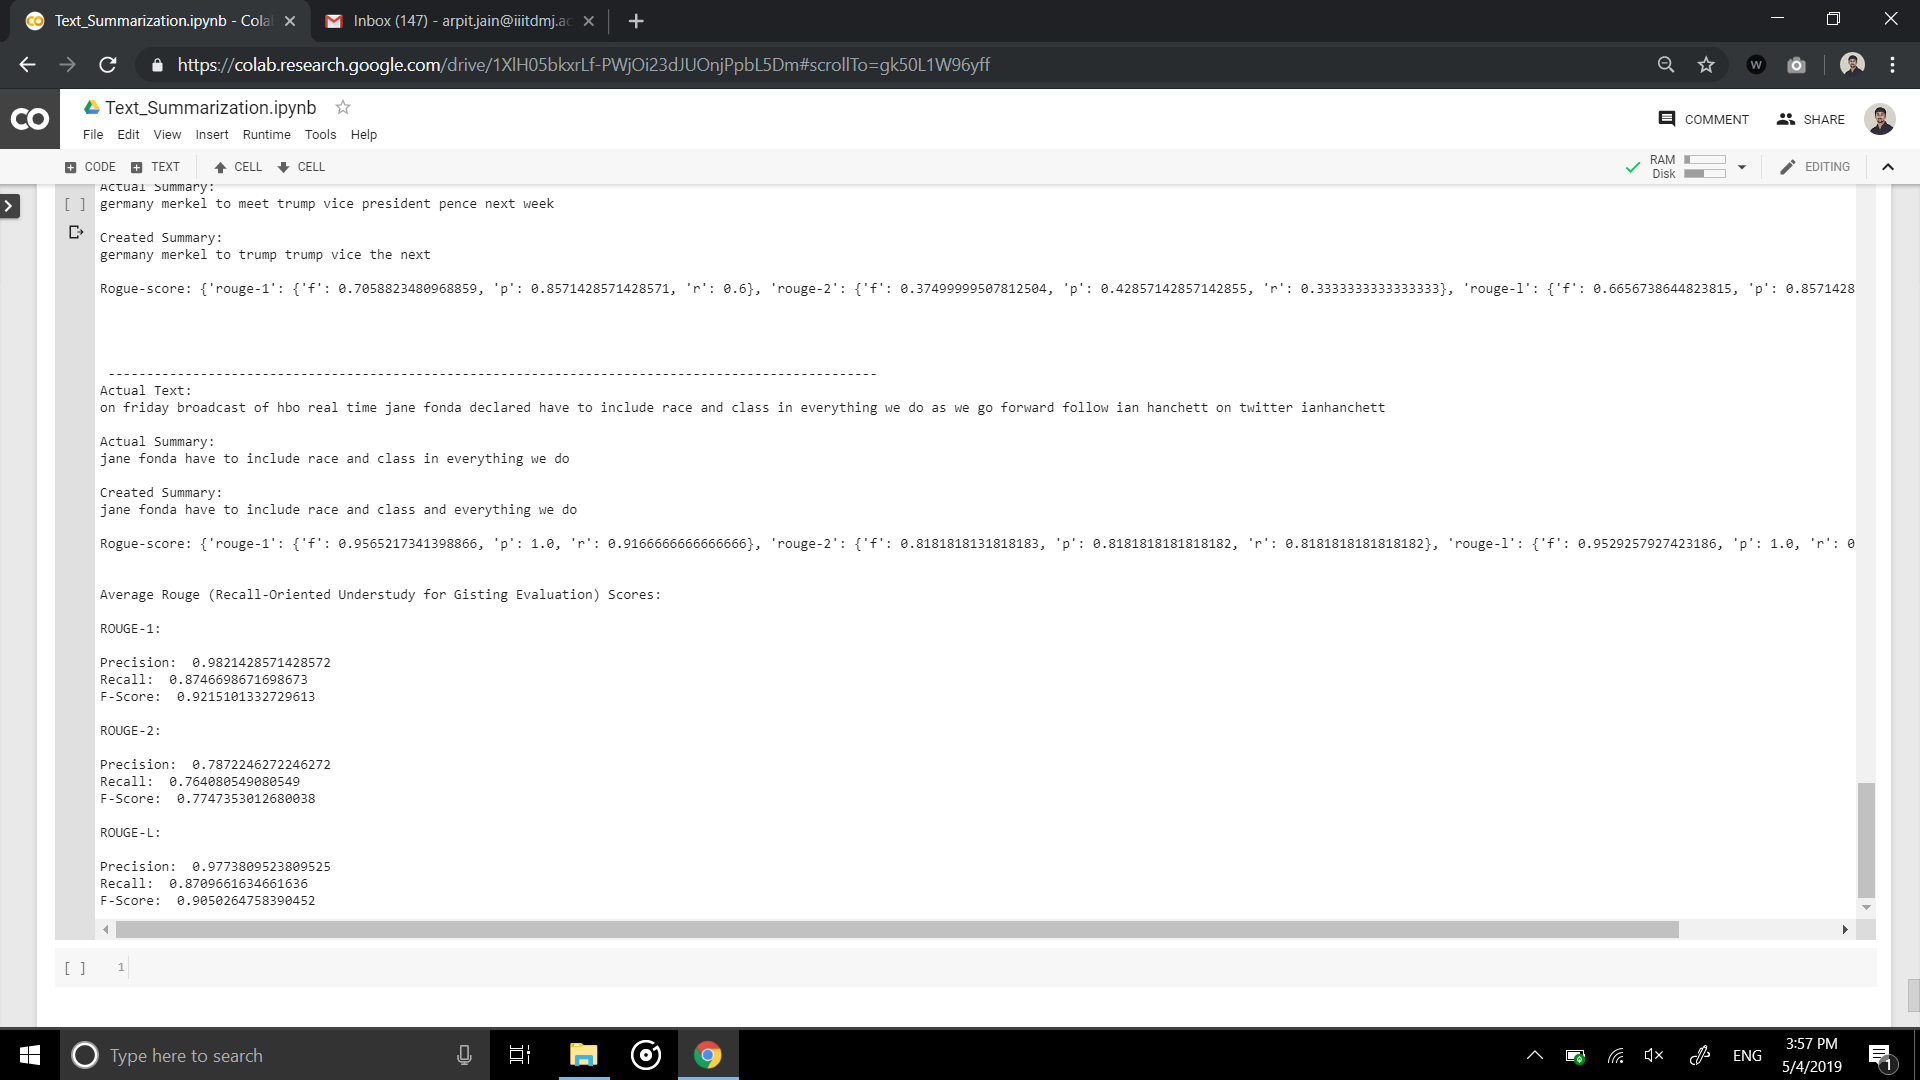 Text_Summarization.ipynb - Cola
Inbox (147) - arpit.jain@iiitdmj.ac
https://colab.research.google.com/drive/1XlH05bkxrLf-PWjOi23dJUOnjPpbL5Dm#scrollTo=gk50L1W96yff
W
CO
Text_Summarization.ipynb
COMMENT
SHARE
File Edit View Insert Runtime Tools Help
CODE TEXT CELL CELL
RAM
Disk
EDITING
Actual Summary:
[ ] germany merkel to meet trump vice president pence next week
Created Summary:
germany merkel to trump trump vice the next
Rogue-score: {'rouge-1': {'f': 0.7058823480968859, 'p': 0.8571428571428571, 'r': 0.6}, 'rouge-2': {'f': 0.37499999507812504, 'p': 0.42857142857142855, 'r': 0.3333333333333333}, 'rouge-l': {'f': 0.6656738644823815, 'p': 0.8571428
----------------------------------------------------------------------------------------------------
Actual Text:
on friday broadcast of hbo real time jane fonda declared have to include race and class in everything we do as we go forward follow ian hanchett on twitter ianhanchett
Actual Summary:
jane fonda have to include race and class in everything we do
Created Summary:
jane fonda have to include race and class and everything we do
Rogue-score: {'rouge-1': {'f': 0.9565217341398866, 'p': 1.0, 'r': 0.9166666666666666}, 'rouge-2': {'f': 0.8181818131818183, 'p': 0.8181818181818182, 'r': 0.8181818181818182}, 'rouge-l': {'f': 0.9529257927423186, 'p': 1.0, 'r': 0
Average Rouge (Recall-Oriented Understudy for Gisting Evaluation) Scores:
ROUGE-1:
Precision:  0.9821428571428572
Recall:  0.8746698671698673
F-Score:  0.9215101332729613
ROUGE-2:
Precision:  0.7872246272246272
Recall:  0.764080549080549
F-Score:  0.7747353012680038
ROUGE-L:
Precision:  0.9773809523809525
Recall:  0.8709661634661636
F-Score:  0.9050264758390452
[ ] 1
Type here to search
ENG
3:57 PM
5/4/2019
1